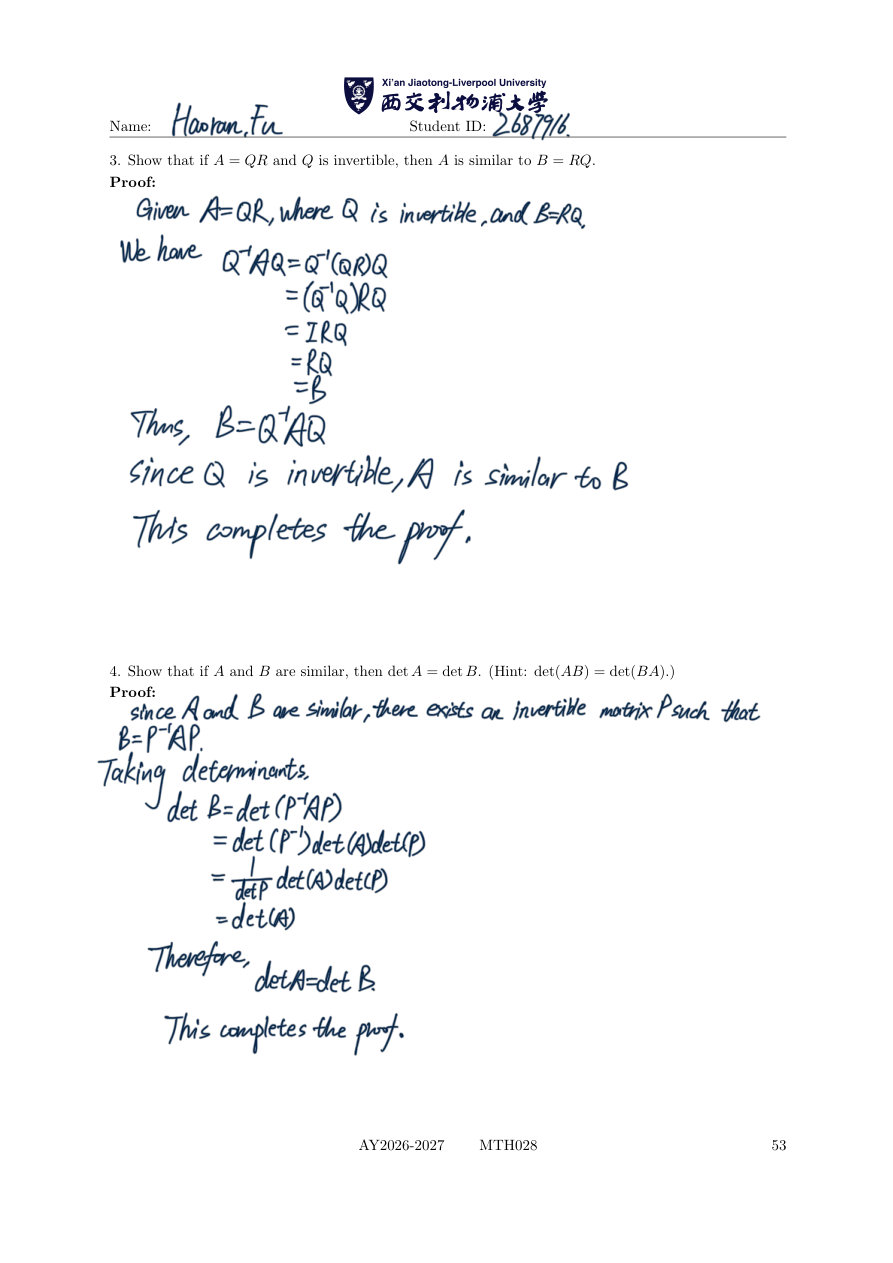 Xi'an Jiaotong-Liverpool University
西交利物浦大學
Name: Haoran,Fu Student ID: 2687916.
3. Show that if A = QR and Q is invertible, then A is similar to B = RQ.
Proof:
Given A=QR, where Q is invertible, and B=RQ.
We have Q⁻¹AQ=Q⁻¹(QR)Q
=(Q⁻¹Q)RQ
=IRQ
=RQ
=B
Thus, B=Q⁻¹AQ
since Q is invertible, A is similar to B
This completes the proof.
4. Show that if A and B are similar, then det A = det B. (Hint: det(AB) = det(BA).)
Proof:
since A and B are similar, there exists an invertible matrix P such that
B=P⁻¹AP.
Taking determinants.
det B=det(P⁻¹AP)
=det(P⁻¹)det(A)det(P)
=1/detP det(A)det(P)
=det(A)
Therefore,
detA=det B.
This completes the proof.
AY2026-2027 MTH028 53